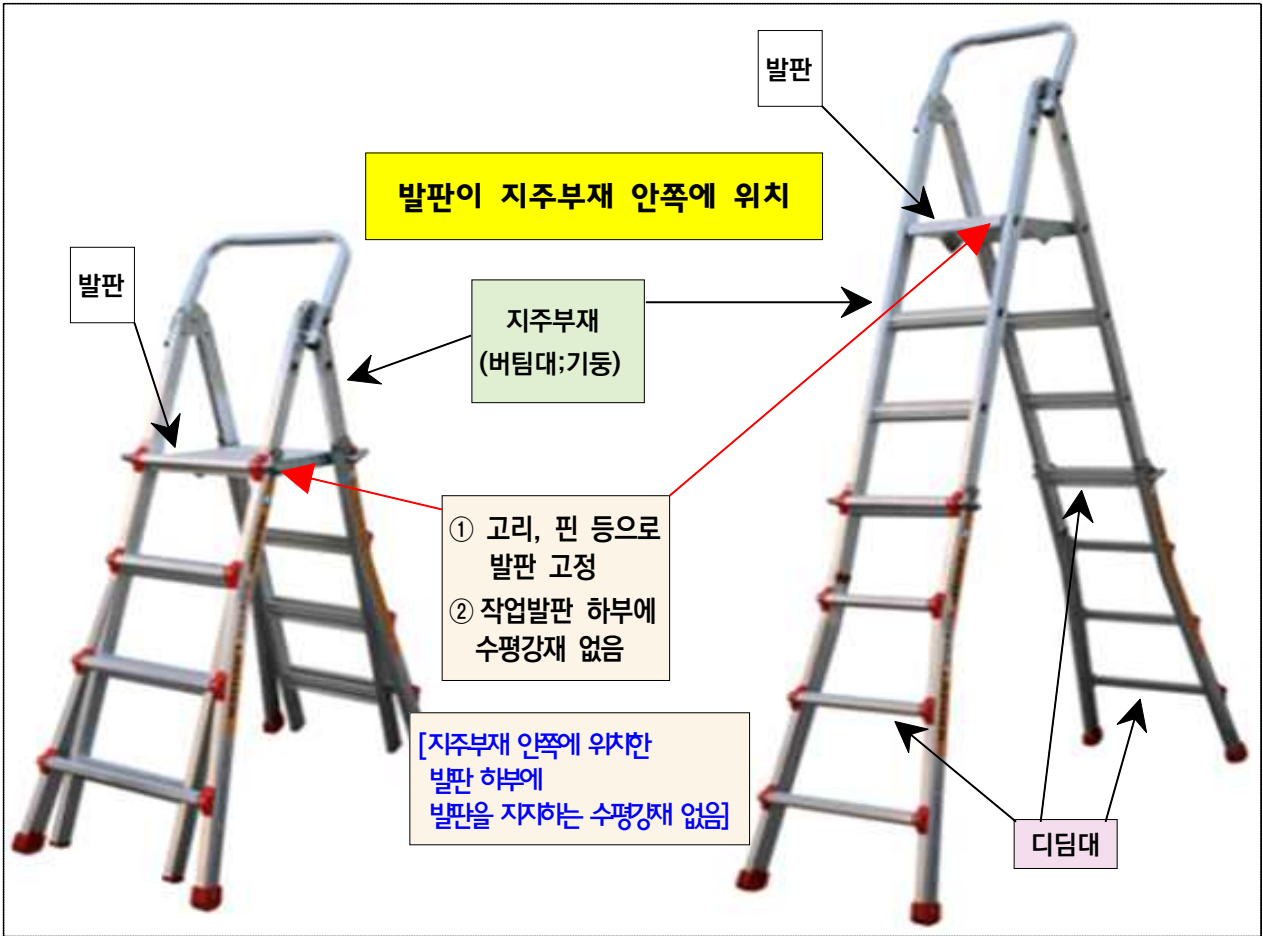 발판
발판이 지주부재 안쪽에 위치
발판
지주부재
(버팀대;기둥)
① 고리, 핀 등으로
발판 고정
② 작업발판 하부에
수평강재 없음
[지주부재 안쪽에 위치한
발판 하부에
발판을 지지하는 수평강재 없음]
디딤대